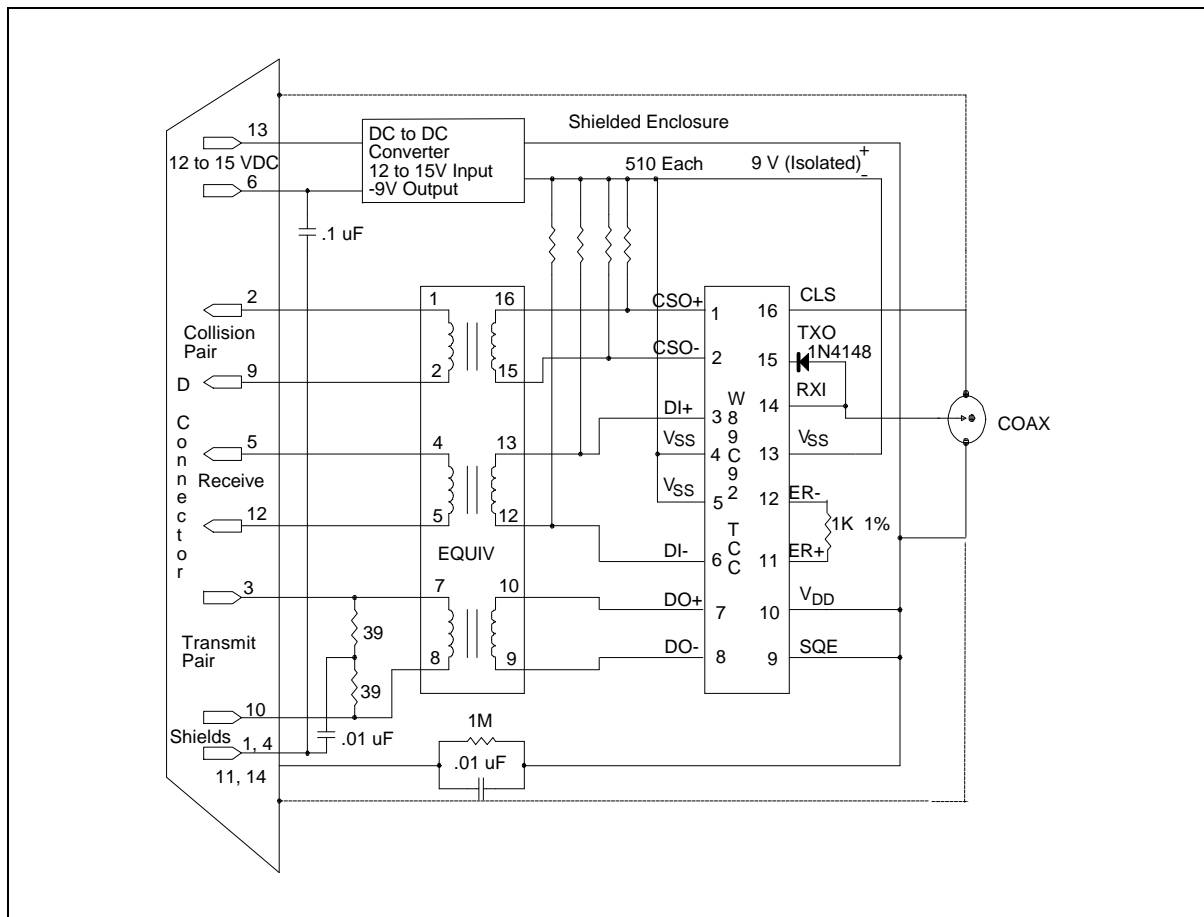 Shielded Enclosure
13
DC to DC
Converter
12 to 15V Input
-9V Output
12 to 15 VDC
6
510 Each
9 V (Isolated)
+
-
.1 uF
2
Collision
Pair
9
D Connector
5
Receive
12
3
Transmit
Pair
10
Shields
1, 4
11, 14
39
39
.01 uF
1
16
2
15
4
13
5
12
EQUIV
7
10
8
9
1M
.01 uF
CSO+
CSO-
DI+
VSS
VSS
DI-
DO+
DO-
1
2
3
4
5
6
7
8
W89C92 TCC
16
15
14
13
12
11
10
9
CLS
TXO
1N4148
RXI
VSS
ER-
1K 1%
ER+
VDD
SQE
COAX